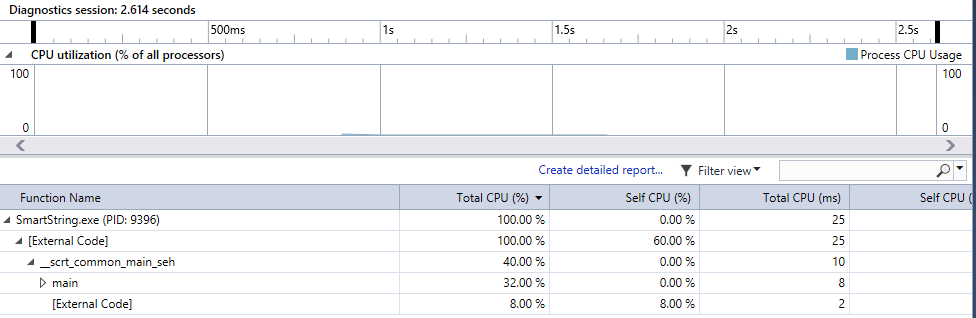 Diagnostics session: 2.614 seconds
500ms 1s 1.5s 2s 2.5s
CPU utilization (% of all processors) Process CPU Usage
100 100
0 0
Create detailed report... Filter view
Function Name Total CPU (%) Self CPU (%) Total CPU (ms) Self CPU (
SmartString.exe (PID: 9396) 100.00 % 0.00 % 25
[External Code] 100.00 % 60.00 % 25
__scrt_common_main_seh 40.00 % 0.00 % 10
main 32.00 % 0.00 % 8
[External Code] 8.00 % 8.00 % 2